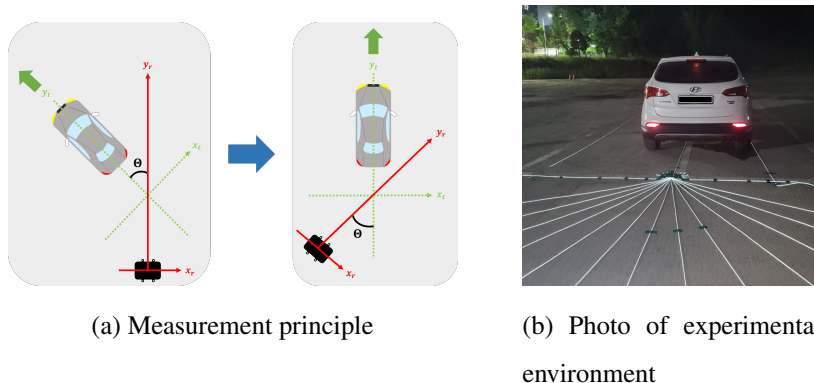 y_r
y_t
x_t
Θ
x_r
y_t
y_r
x_t
Θ
x_r
(a) Measurement principle
(b) Photo of experimenta
environment